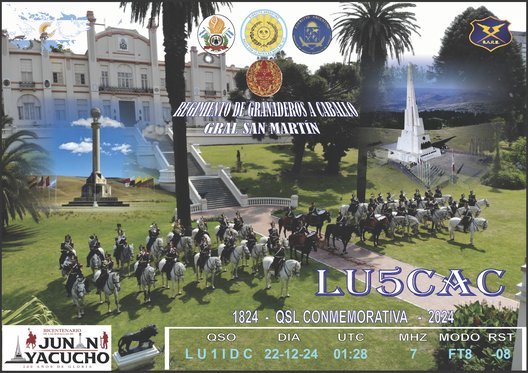 R.A.R.E.
REGIMIENTO DE GRANADEROS A CABALLO
GRAL SAN MARTIN
LU5CAC
1824 - QSL CONMEMORATIVA - 2024
BICENTENARIO
JUNÍN
AYACUCHO
200 AÑOS DE GLORIA
QSO DIA UTC MHZ MODO RST
LU1IDC 22-12-24 01:28 7 FT8 -08